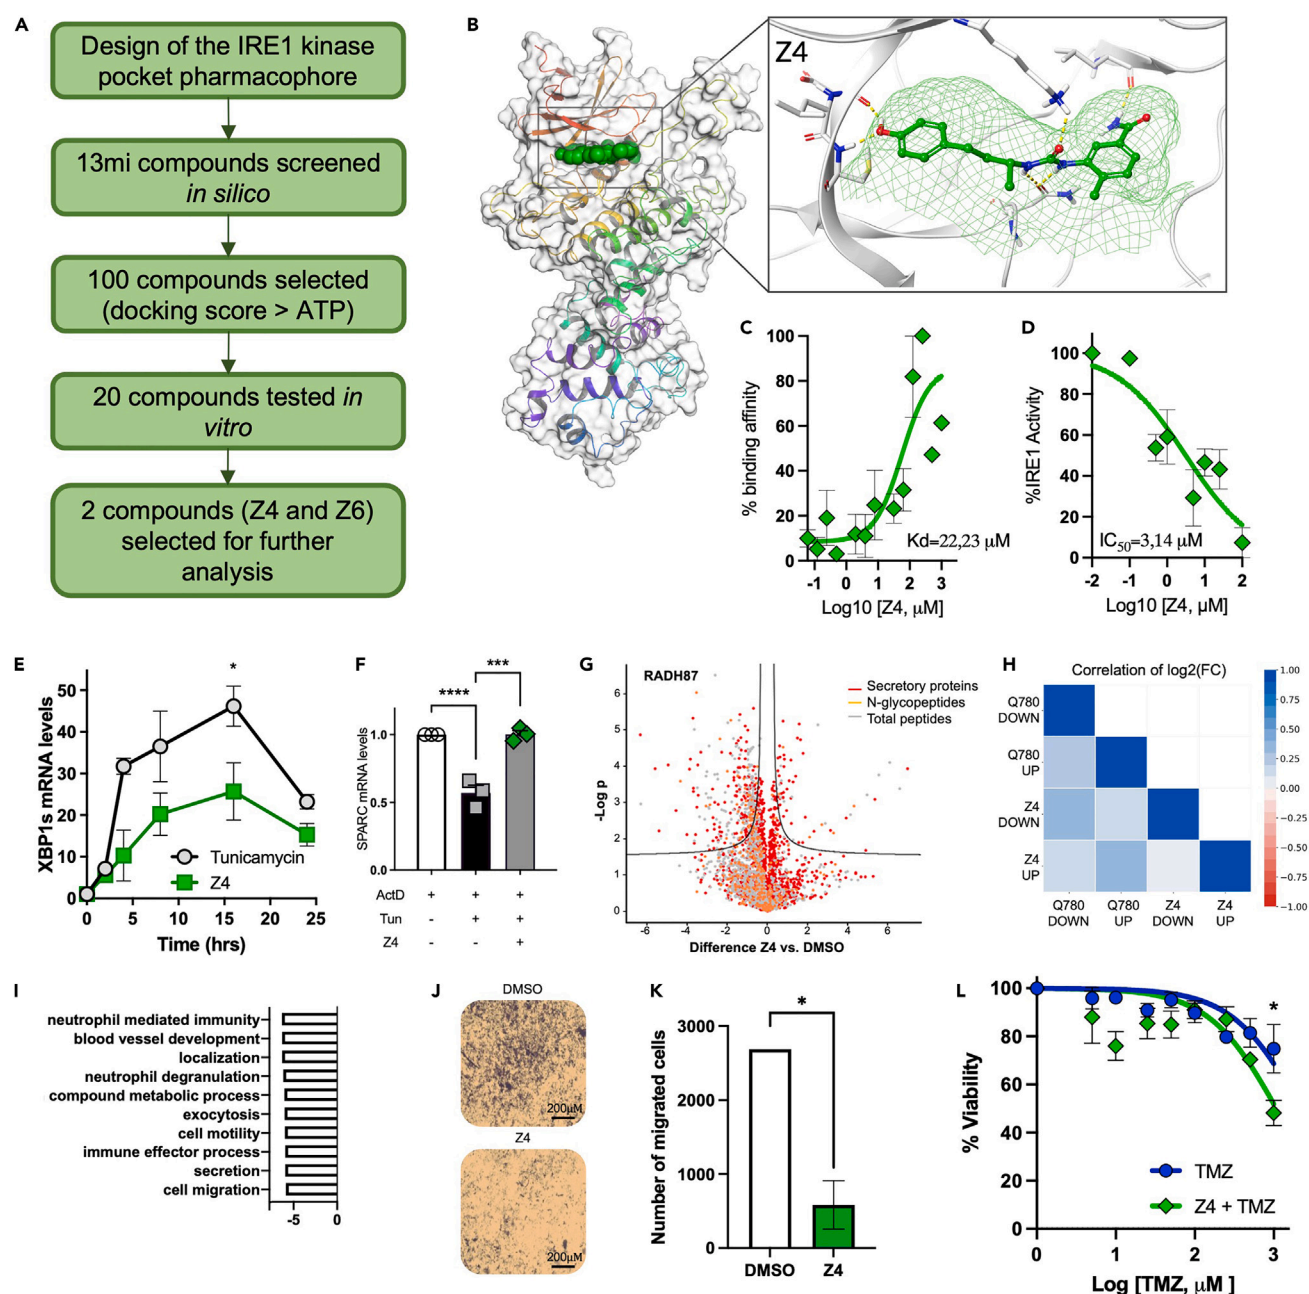 A
Design of the IRE1 kinase
pocket pharmacophore
13mi compounds screened
in silico
100 compounds selected
(docking score > ATP)
20 compounds tested in
vitro
2 compounds (Z4 and Z6)
selected for further
analysis
B
Z4
C
% binding affinity
100
80
60
40
20
0
Kd=22,23 µM
-1 0 1 2 3
Log10 [Z4, µM]
D
%IRE1 Activity
100
80
60
40
20
0
IC50=3,14 µM
-2 -1 0 1 2
Log10 [Z4, µM]
E
XBP1s mRNA levels
50
40
30
20
10
0
*
Tunicamycin
Z4
0 5 10 15 20 25
Time (hrs)
F
SPARC mRNA levels
1.0
0.5
0.0
****
***
ActD + + +
Tun - + +
Z4 - - +
G
RADH87
Secretory proteins
N-glycopeptides
Total peptides
-Log p
6
5
4
3
2
1
0
-6 -4 -2 0 2 4 6
Difference Z4 vs. DMSO
H
Correlation of log2(FC)
Q780
DOWN
Q780
UP
Z4
DOWN
Z4
UP
Q780
DOWN
Q780
UP
Z4
DOWN
Z4
UP
1.00
0.75
0.50
0.25
0.00
-0.25
-0.50
-0.75
-1.00
I
neutrophil mediated immunity
blood vessel development
localization
neutrophil degranulation
compound metabolic process
exocytosis
cell motility
immune effector process
secretion
cell migration
-5 0
J
DMSO
200µM
Z4
200µM
K
Number of migrated cells
3000
2000
1000
0
*
DMSO Z4
L
% Viability
100
80
60
40
20
0
*
TMZ
Z4 + TMZ
0 1 2 3
Log [TMZ, µM ]